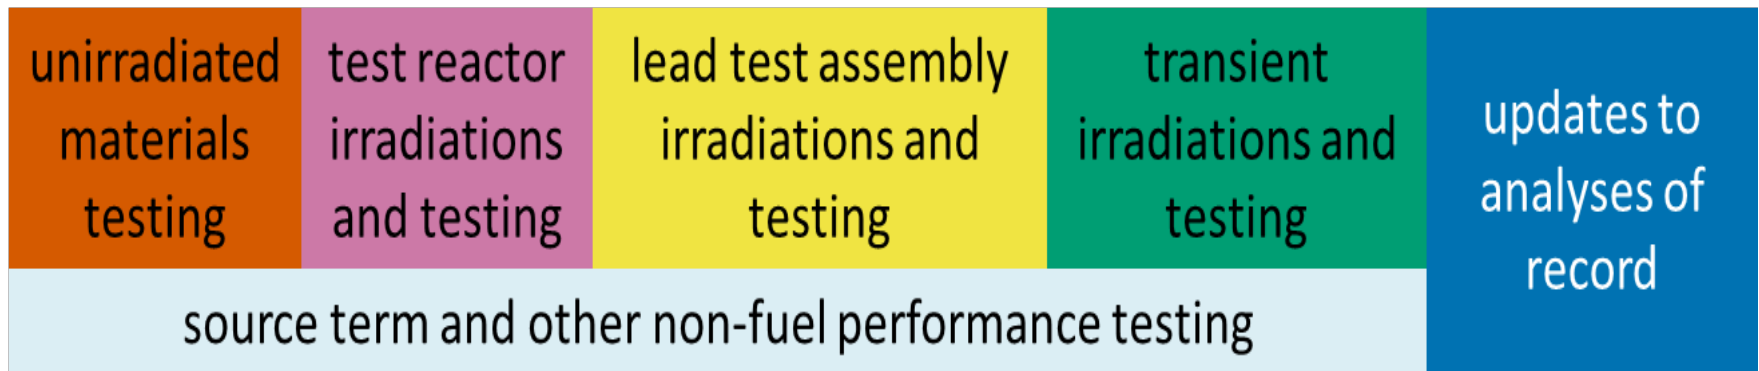 unirradiated
materials
testing
test reactor
irradiations
and testing
lead test assembly
irradiations and
testing
transient
irradiations and
testing
updates to
analyses of
record
source term and other non-fuel performance testing